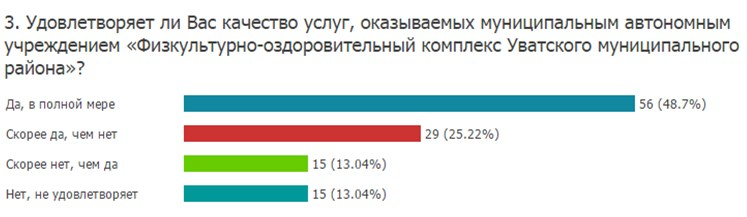 3. Удовлетворяет ли Вас качество услуг, оказываемых муниципальным автономным
учреждением «Физкультурно-оздоровительный комплекс Уватского муниципального
района»?
Да, в полной мере 56 (48.7%)
Скорее да, чем нет 29 (25.22%)
Скорее нет, чем да 15 (13.04%)
Нет, не удовлетворяет 15 (13.04%)